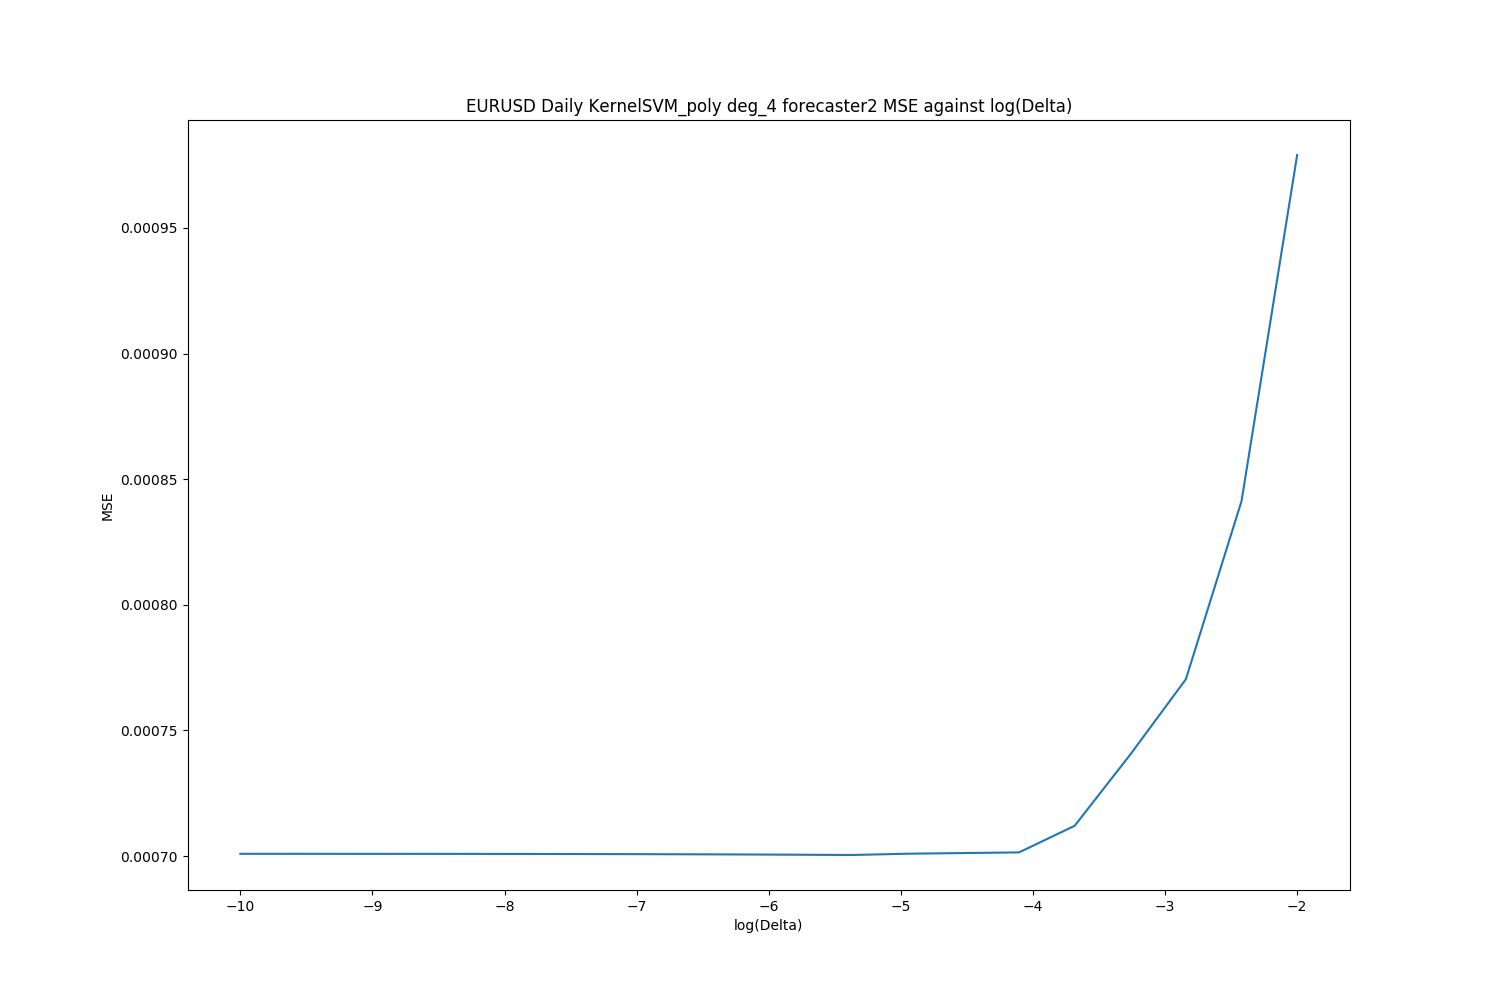 EURUSD Daily KernelSVM_poly deg_4 forecaster2 MSE against log(Delta)
0.00095
0.00090
0.00085
MSE
0.00080
0.00075
0.00070
−10 −9 −8 −7 −6 −5 −4 −3 −2
log(Delta)